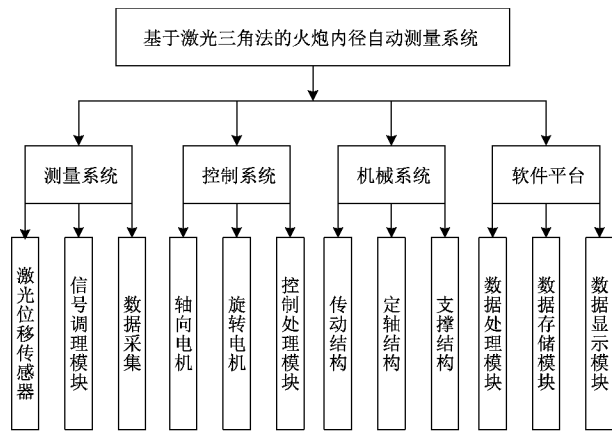 基于激光三角法的火炮内径自动测量系统
测量系统
控制系统
机械系统
软件平台
激光位移传感器
信号调理模块
数据采集
轴向电机
旋转电机
控制处理模块
传动结构
定轴结构
支撑结构
数据处理模块
数据存储模块
数据显示模块